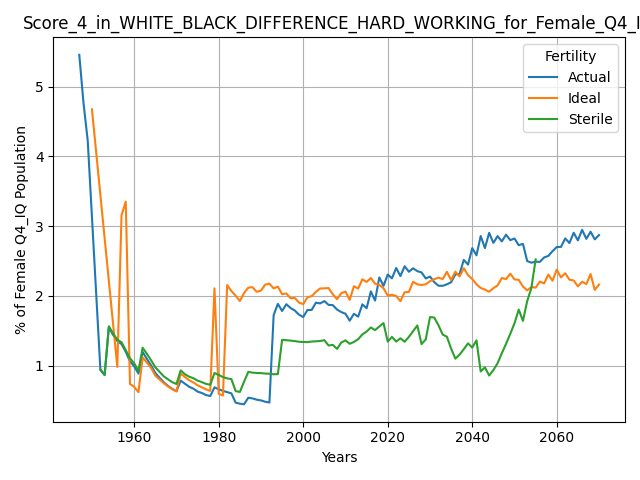 Score_4_in_WHITE_BLACK_DIFFERENCE_HARD_WORKING_for_Female_Q4_I
Fertility
Actual
Ideal
Sterile
% of Female Q4_IQ Population
5
4
3
2
1
1960 1980 2000 2020 2040 2060
Years